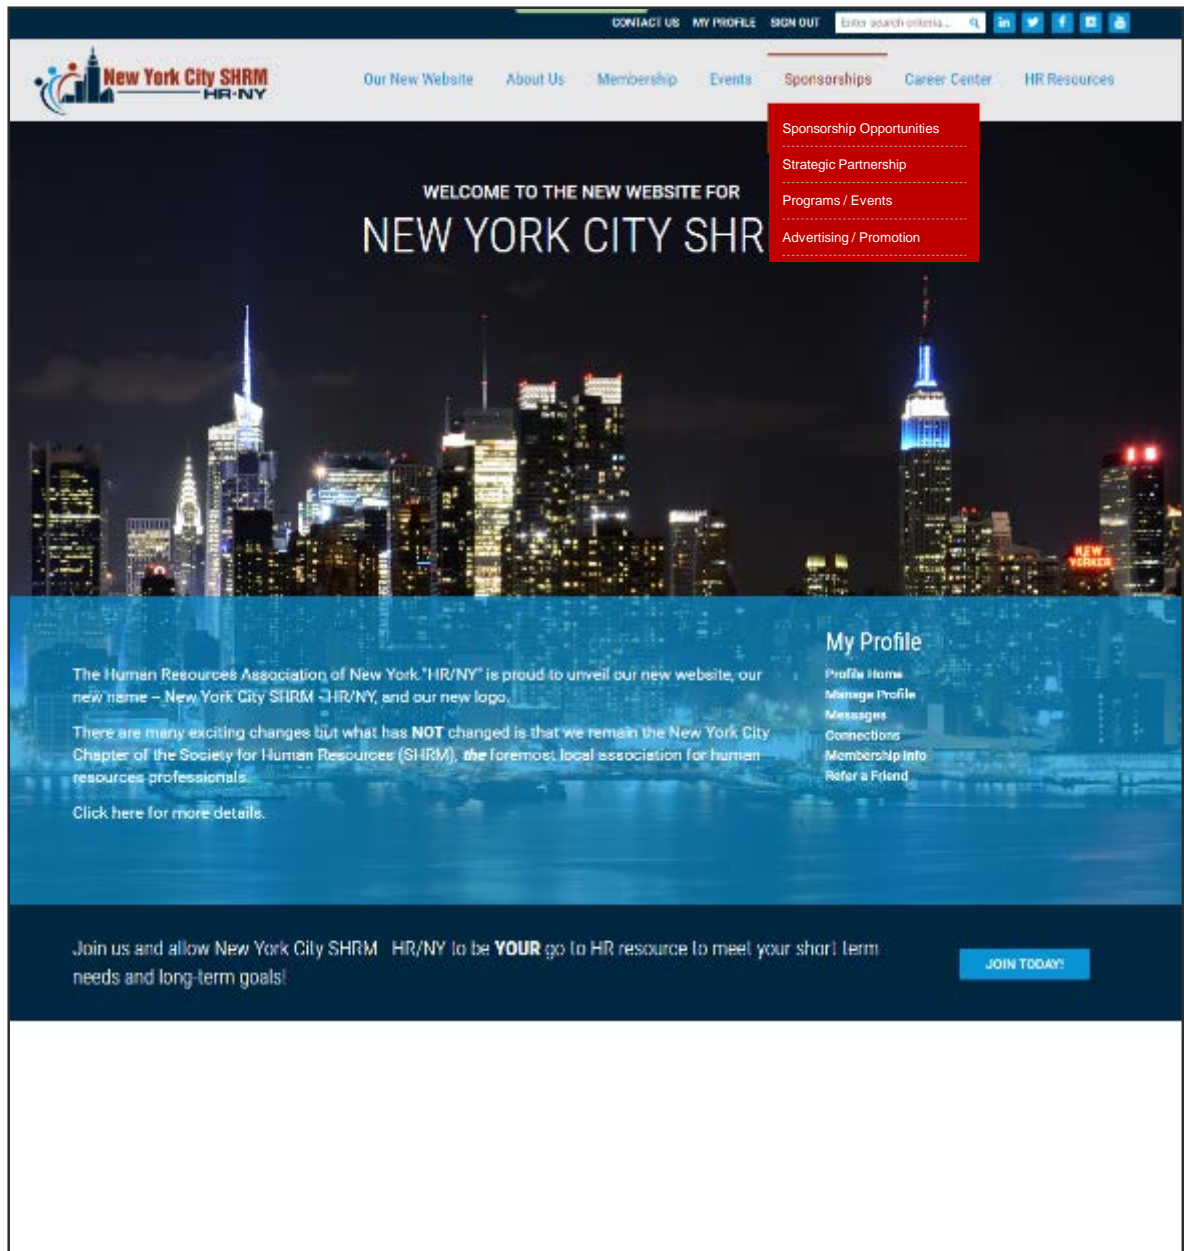 CONTACT US MY PROFILE SIGN OUT Enter search criteria...
New York City SHRM
HR·NY
Our New Website About Us Membership Events Sponsorships Career Center HR Resources
Sponsorship Opportunities
Strategic Partnership
Programs / Events
Advertising / Promotion
WELCOME TO THE NEW WEBSITE FOR
NEW YORK CITY SHR
NEW
YORKER
The Human Resources Association of New York "HR/NY" is proud to unveil our new website, our
new name – New York City SHRM - HR/NY, and our new logo.
There are many exciting changes but what has NOT changed is that we remain the New York City
Chapter of the Society for Human Resources (SHRM), the foremost local association for human
resources professionals.
Click here for more details.
My Profile
Profile Home
Manage Profile
Messages
Connections
Membership Info
Refer a Friend
Join us and allow New York City SHRM HR/NY to be YOUR go to HR resource to meet your short term
needs and long-term goals!
JOIN TODAY!